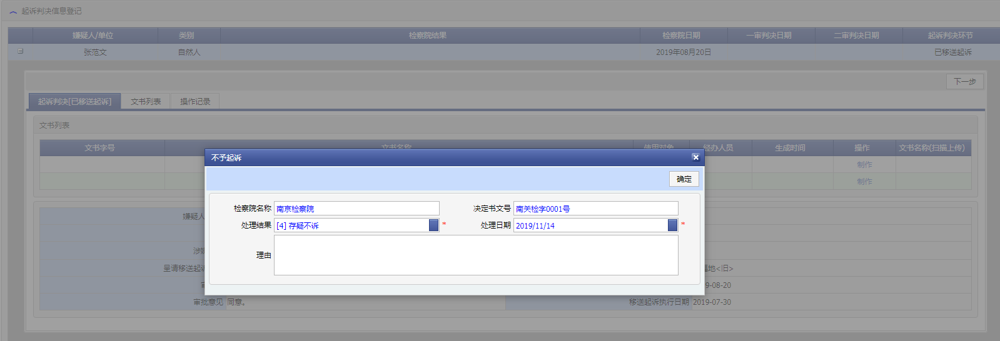 起诉判决信息登记
嫌疑人/单位 类别 检察院结果 检察院日期 一审判决日期 二审判决日期 起诉判决环节
张范文 自然人 2019年08月20日 已移送起诉
下一步
起诉判决[已移送起诉] 文书列表 操作记录
文书列表
文书字号 文书名称 使用对象 经办人员 生成时间 操作 文书名称(扫描上传)
制作
制作
不予起诉
确定
检察院名称 南京检察院 决定书文号 南关检字0001号
处理结果 [4] 存疑不诉 * 处理日期 2019/11/14 *
理由
嫌疑人
涉嫌
呈请移送起诉 地<旧>
9-08-20
审批意见 同意。 移送起诉执行日期 2019-07-30